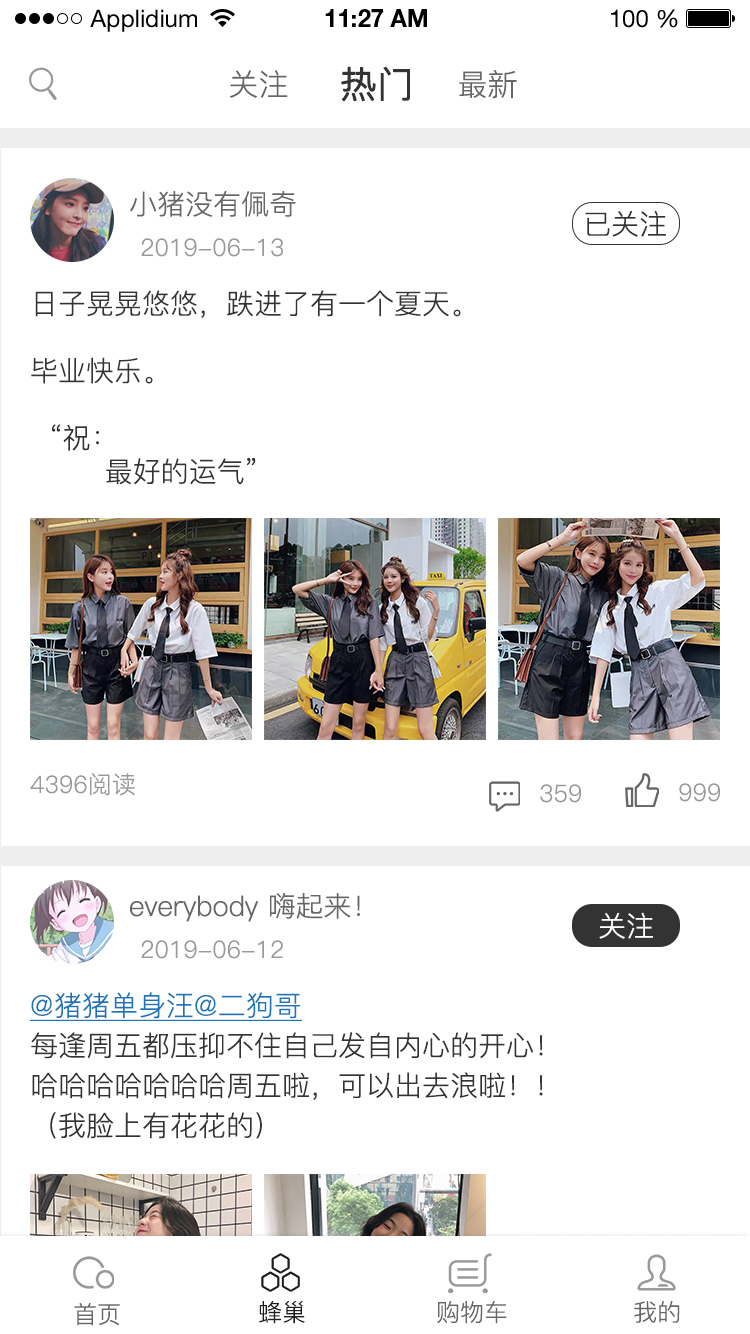 Applidium 11:27 AM 100 %
关注 热门 最新
小猪没有佩奇
2019-06-13
已关注
日子晃晃悠悠，跌进了有一个夏天。
毕业快乐。
“祝：
最好的运气”
TAXI
4396阅读
359 999
everybody 嗨起来！
2019-06-12
关注
@猪猪单身汪@二狗哥
每逢周五都压抑不住自己发自内心的开心！
哈哈哈哈哈哈哈周五啦，可以出去浪啦！！
（我脸上有花花的）
首页 蜂巢 购物车 我的